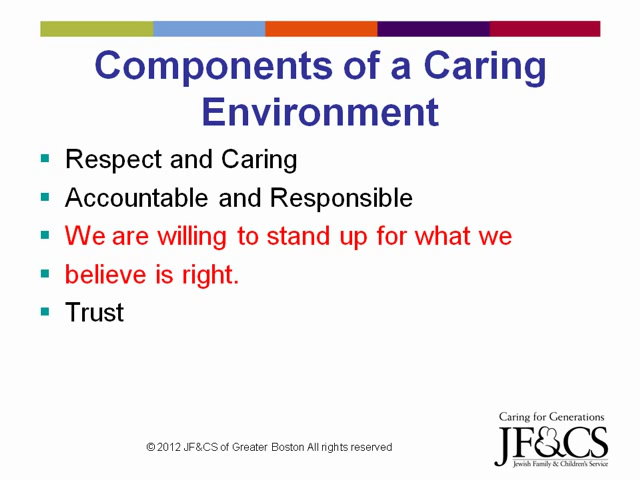 Components of a Caring
Environment
Respect and Caring
Accountable and Responsible
We are willing to stand up for what we
believe is right.
Trust
Caring for Generations
JF&CS
Jewish Family & Children's Service
© 2012 JF&CS of Greater Boston All rights reserved